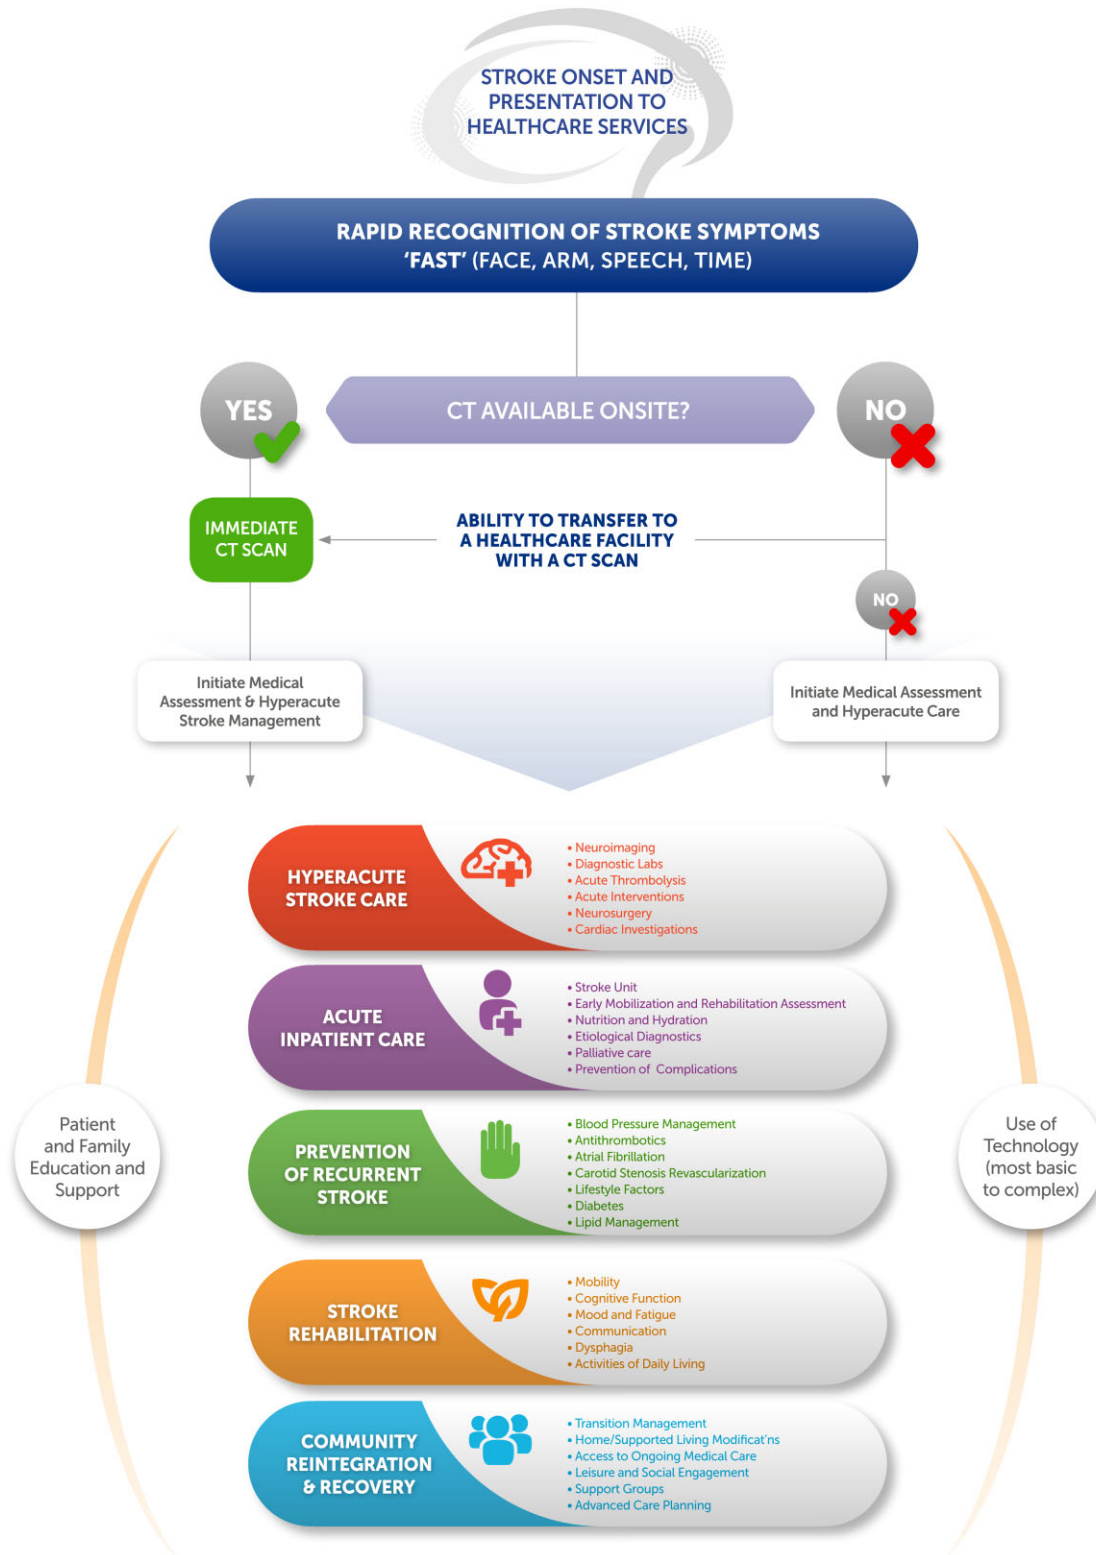 STROKE ONSET AND
PRESENTATION TO
HEALTHCARE SERVICES
RAPID RECOGNITION OF STROKE SYMPTOMS
'FAST' (FACE, ARM, SPEECH, TIME)
YES
CT AVAILABLE ONSITE?
NO
IMMEDIATE
CT SCAN
ABILITY TO TRANSFER TO
A HEALTHCARE FACILITY
WITH A CT SCAN
NO
Initiate Medical
Assessment & Hyperacute
Stroke Management
Initiate Medical Assessment
and Hyperacute Care
HYPERACUTE
STROKE CARE
• Neuroimaging
• Diagnostic Labs
• Acute Thrombolysis
• Acute Interventions
• Neurosurgery
• Cardiac Investigations
ACUTE
INPATIENT CARE
• Stroke Unit
• Early Mobilization and Rehabilitation Assessment
• Nutrition and Hydration
• Etiological Diagnostics
• Palliative care
• Prevention of Complications
Patient
and Family
Education and
Support
PREVENTION
OF RECURRENT
STROKE
• Blood Pressure Management
• Antithrombotics
• Atrial Fibrillation
• Carotid Stenosis Revascularization
• Lifestyle Factors
• Diabetes
• Lipid Management
Use of
Technology
(most basic
to complex)
STROKE
REHABILITATION
• Mobility
• Cognitive Function
• Mood and Fatigue
• Communication
• Dysphagia
• Activities of Daily Living
COMMUNITY
REINTEGRATION
& RECOVERY
• Transition Management
• Home/Supported Living Modificat'ns
• Access to Ongoing Medical Care
• Leisure and Social Engagement
• Support Groups
• Advanced Care Planning